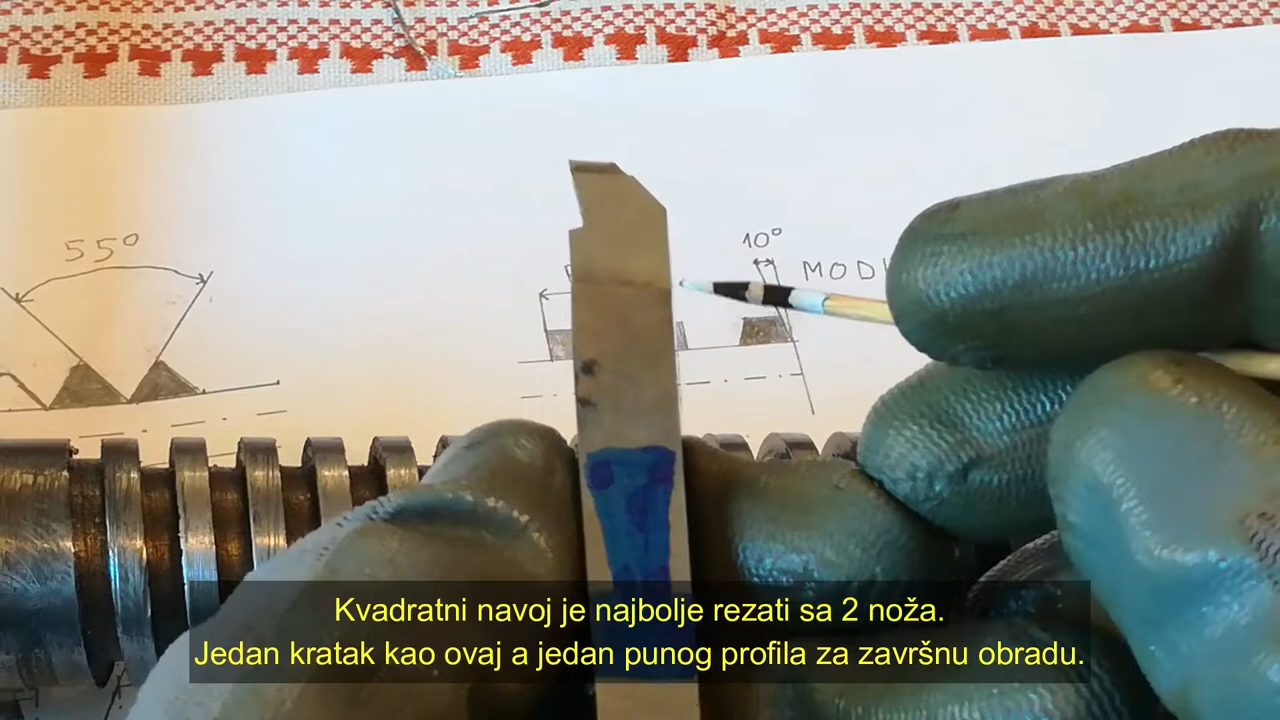 55°
10°
Kvadratni navoj je najbolje rezati sa 2 noža.
Jedan kratak kao ovaj a jedan punog profila za završnu obradu.